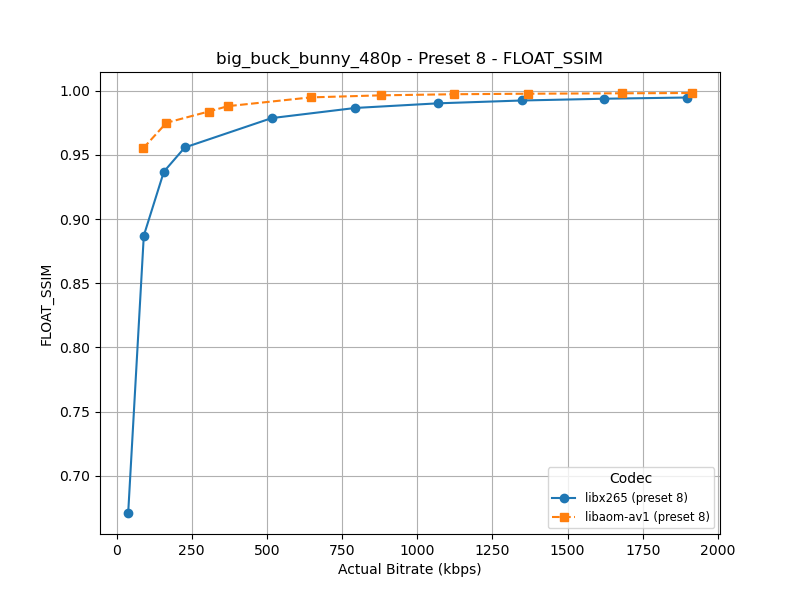 big_buck_bunny_480p - Preset 8 - FLOAT_SSIM
1.00
0.95
0.90
0.85
0.80
0.75
0.70
FLOAT_SSIM
Codec
libx265 (preset 8)
libaom-av1 (preset 8)
0 250 500 750 1000 1250 1500 1750 2000
Actual Bitrate (kbps)